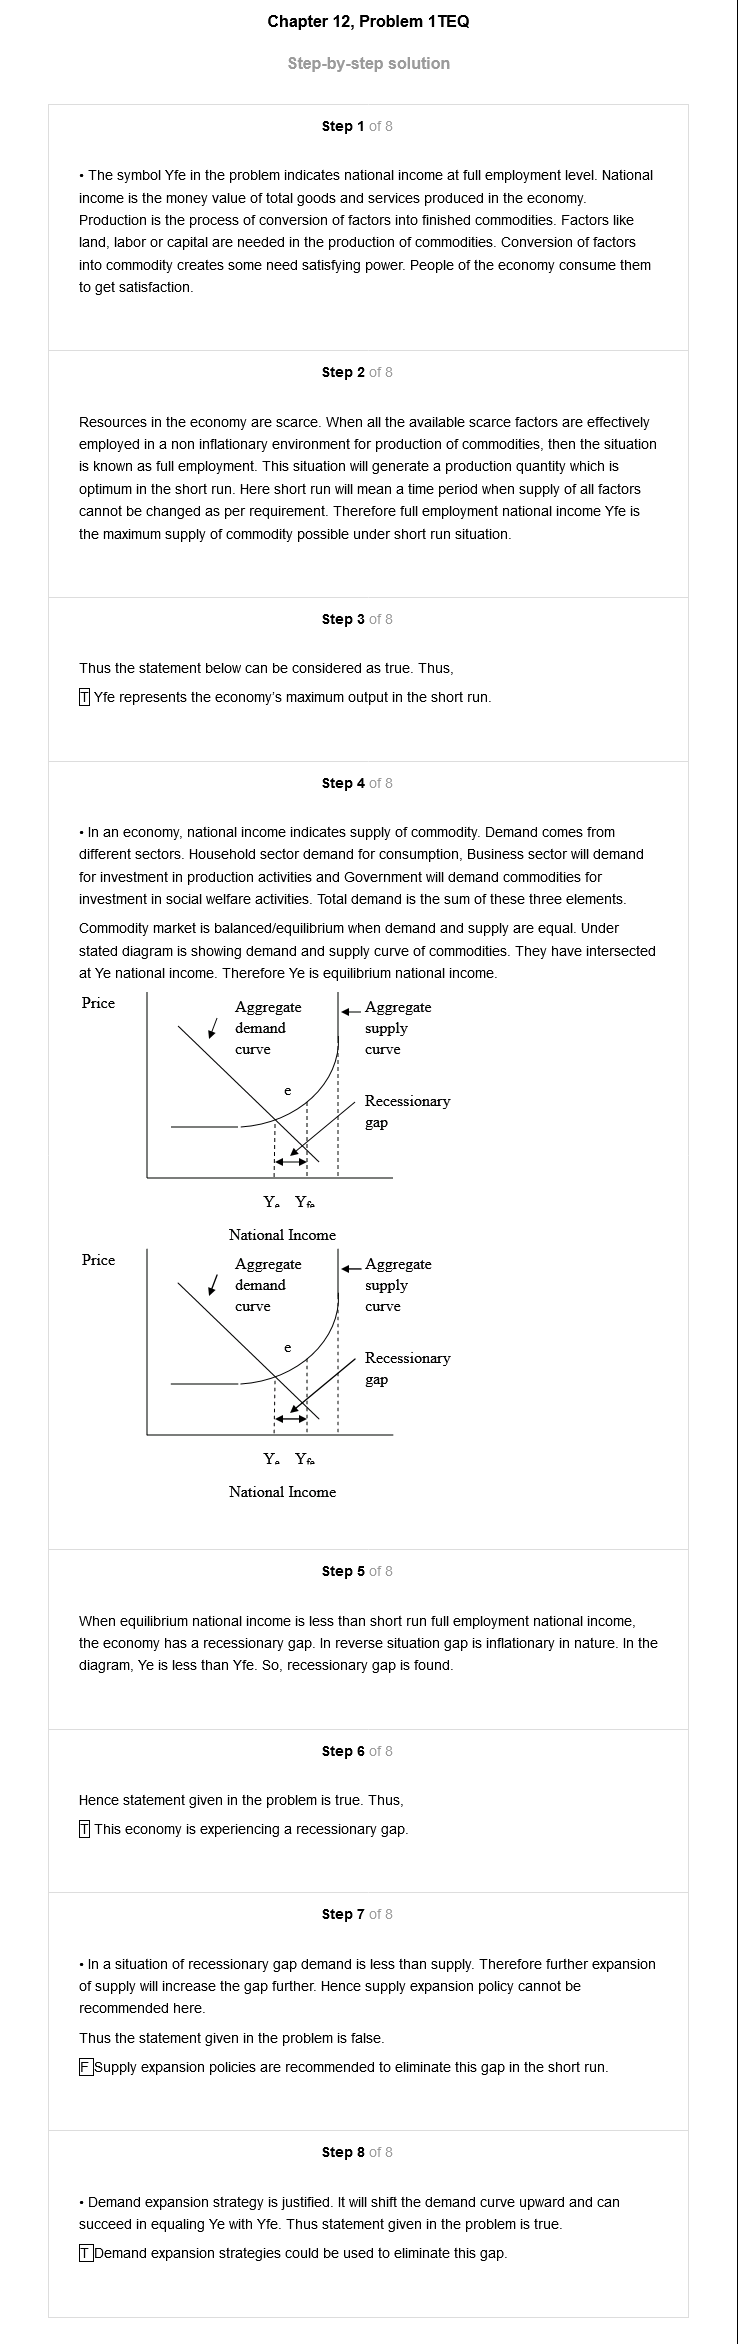 Chapter 12, Problem 1TEQ
Step-by-step solution
Step 1 of 8
• The symbol Yfe in the problem indicates national income at full employment level. National
income is the money value of total goods and services produced in the economy.
Production is the process of conversion of factors into finished commodities. Factors like
land, labor or capital are needed in the production of commodities. Conversion of factors
into commodity creates some need satisfying power. People of the economy consume them
to get satisfaction.
Step 2 of 8
Resources in the economy are scarce. When all the available scarce factors are effectively
employed in a non inflationary environment for production of commodities, then the situation
is known as full employment. This situation will generate a production quantity which is
optimum in the short run. Here short run will mean a time period when supply of all factors
cannot be changed as per requirement. Therefore full employment national income Yfe is
the maximum supply of commodity possible under short run situation.
Step 3 of 8
Thus the statement below can be considered as true. Thus,
T Yfe represents the economy's maximum output in the short run.
Step 4 of 8
• In an economy, national income indicates supply of commodity. Demand comes from
different sectors. Household sector demand for consumption, Business sector will demand
for investment in production activities and Government will demand commodities for
investment in social welfare activities. Total demand is the sum of these three elements.
Commodity market is balanced/equilibrium when demand and supply are equal. Under
stated diagram is showing demand and supply curve of commodities. They have intersected
at Ye national income. Therefore Ye is equilibrium national income.
Price
Aggregate
demand
curve
Aggregate
supply
curve
e
Recessionary
gap
Ye Yfe
National Income
Price
Aggregate
demand
curve
Aggregate
supply
curve
e
Recessionary
gap
Ye Yfe
National Income
Step 5 of 8
When equilibrium national income is less than short run full employment national income,
the economy has a recessionary gap. In reverse situation gap is inflationary in nature. In the
diagram, Ye is less than Yfe. So, recessionary gap is found.
Step 6 of 8
Hence statement given in the problem is true. Thus,
T This economy is experiencing a recessionary gap.
Step 7 of 8
• In a situation of recessionary gap demand is less than supply. Therefore further expansion
of supply will increase the gap further. Hence supply expansion policy cannot be
recommended here.
Thus the statement given in the problem is false.
F Supply expansion policies are recommended to eliminate this gap in the short run.
Step 8 of 8
• Demand expansion strategy is justified. It will shift the demand curve upward and can
succeed in equaling Ye with Yfe. Thus statement given in the problem is true.
T Demand expansion strategies could be used to eliminate this gap.